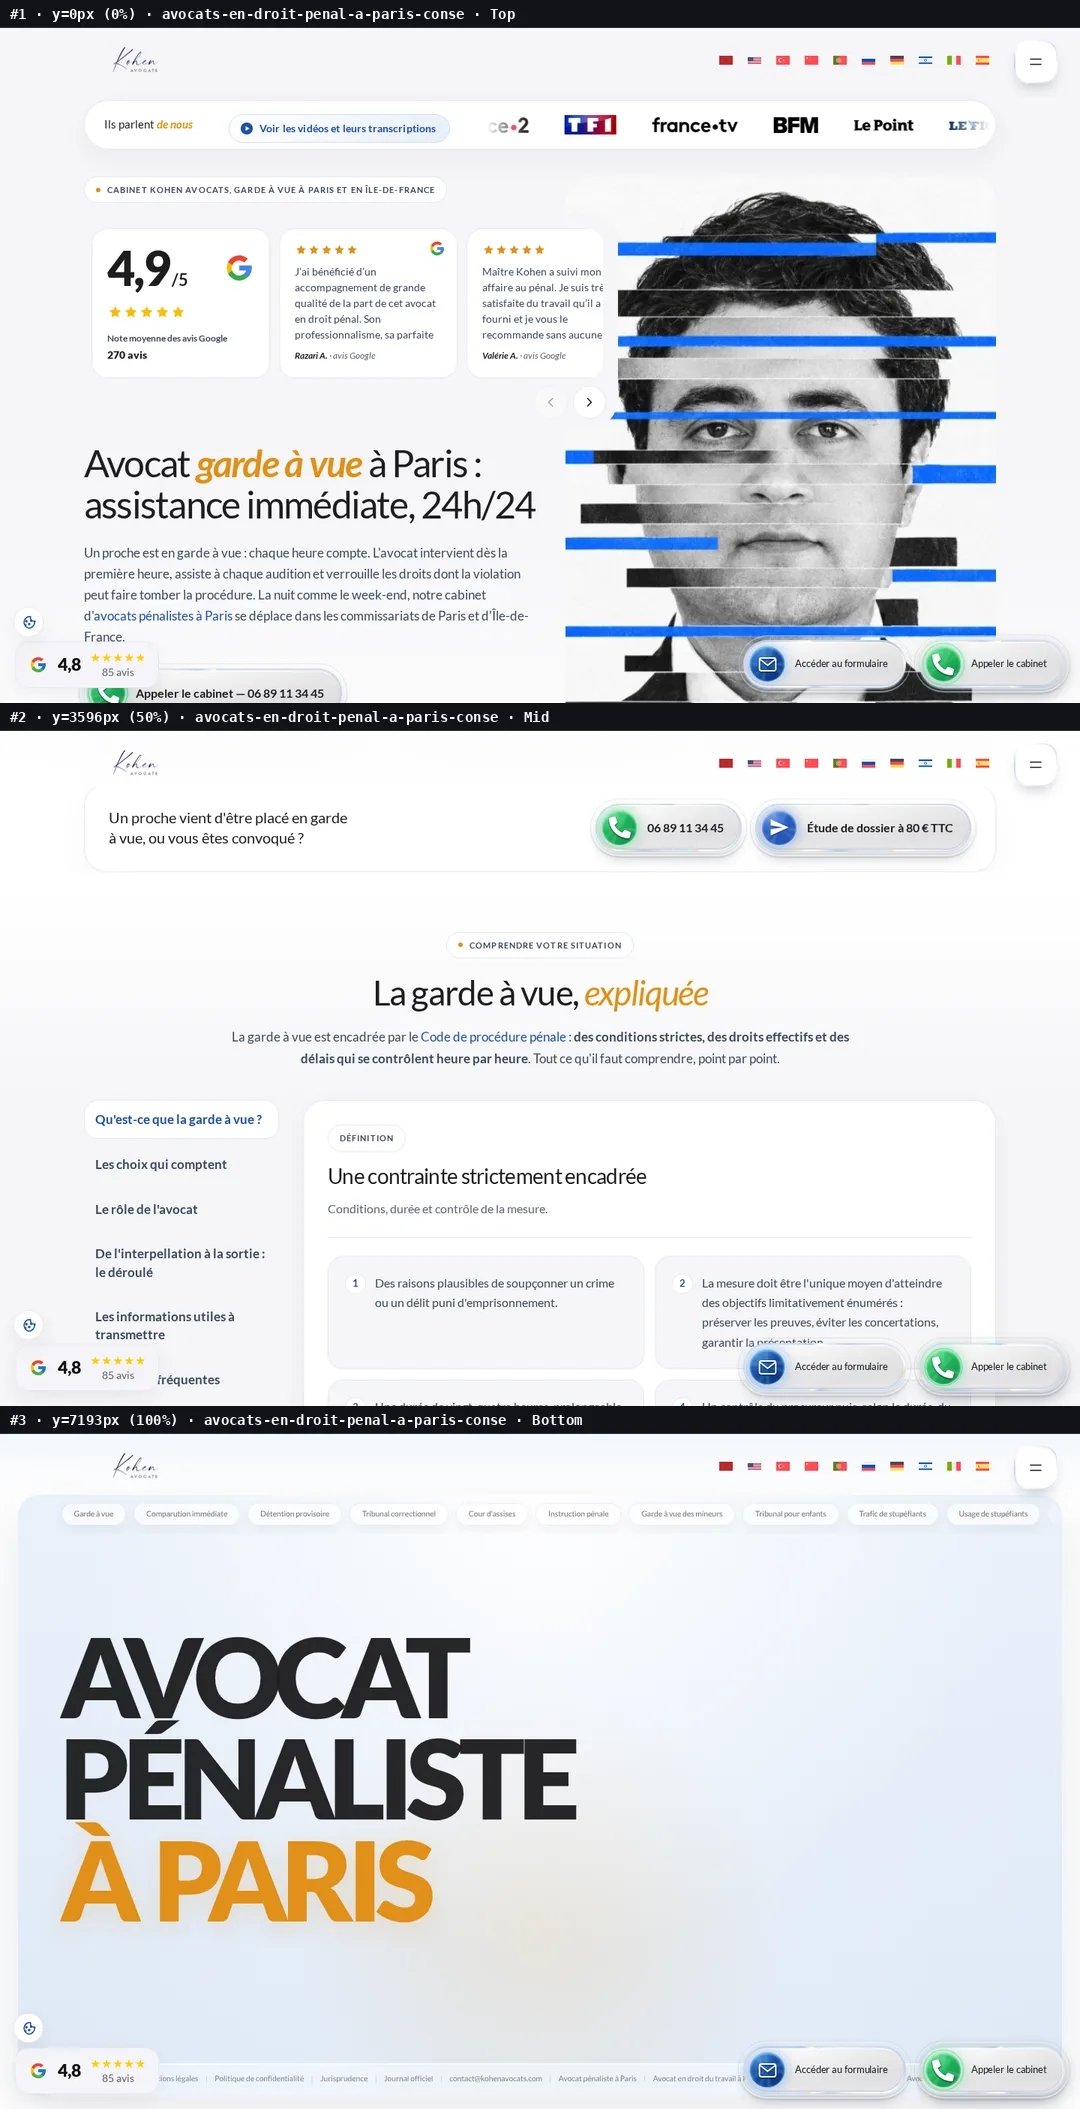 #1 · y=0px (0%) · avocats-en-droit-penal-a-paris-conse · Top
Kohen
AVOCATS
Ils parlent de nous
Voir les vidéos et leurs transcriptions
ce•2
TF1
france•tv
BFM
Le Point
CABINET KOHEN AVOCATS, GARDE À VUE À PARIS ET EN ÎLE-DE-FRANCE
4,9/5
Note moyenne des avis Google
270 avis
J'ai bénéficié d'un
accompagnement de grande
qualité de la part de cet avocat
en droit pénal. Son
professionnalisme, sa parfaite
Razari A. · avis Google
Maître Kohen a suivi mon
affaire au pénal. Je suis trè
satisfaite du travail qu'il a
fourni et je vous le
recommande sans aucune
Valérie A. · avis Google
Avocat garde à vue à Paris :
assistance immédiate, 24h/24
Un proche est en garde à vue : chaque heure compte. L'avocat intervient dès la
première heure, assiste à chaque audition et verrouille les droits dont la violation
peut faire tomber la procédure. La nuit comme le week-end, notre cabinet
d'avocats pénalistes à Paris se déplace dans les commissariats de Paris et d'Île-de-
France.
4,8
85 avis
Appeler le cabinet — 06 89 11 34 45
Accéder au formulaire
Appeler le cabinet
#2 · y=3596px (50%) · avocats-en-droit-penal-a-paris-conse · Mid
Kohen
AVOCATS
Un proche vient d'être placé en garde
à vue, ou vous êtes convoqué ?
06 89 11 34 45
Étude de dossier à 80 € TTC
COMPRENDRE VOTRE SITUATION
La garde à vue, expliquée
La garde à vue est encadrée par le Code de procédure pénale : des conditions strictes, des droits effectifs et des
délais qui se contrôlent heure par heure. Tout ce qu'il faut comprendre, point par point.
Qu'est-ce que la garde à vue ?
Les choix qui comptent
Le rôle de l'avocat
De l'interpellation à la sortie :
le déroulé
Les informations utiles à
transmettre
fréquentes
DÉFINITION
Une contrainte strictement encadrée
Conditions, durée et contrôle de la mesure.
1
Des raisons plausibles de soupçonner un crime
ou un délit puni d'emprisonnement.
2
La mesure doit être l'unique moyen d'atteindre
des objectifs limitativement énumérés :
préserver les preuves, éviter les concertations,
garantir la présentation
4,8
85 avis
Accéder au formulaire
Appeler le cabinet
#3 · y=7193px (100%) · avocats-en-droit-penal-a-paris-conse · Bottom
Kohen
AVOCATS
Garde à vue
Comparution immédiate
Détention provisoire
Tribunal correctionnel
Cour d'assises
Instruction pénale
Garde à vue des mineurs
Tribunal pour enfants
Trafic de stupéfiants
Usage de stupéfiants
AVOCAT
PÉNALISTE
À PARIS
4,8
85 avis
légales
Politique de confidentialité
Jurisprudence
Journal officiel
contact@kohenavocats.com
Avocat pénaliste à Paris
Avocat en droit du travail à
Accéder au formulaire
Appeler le cabinet